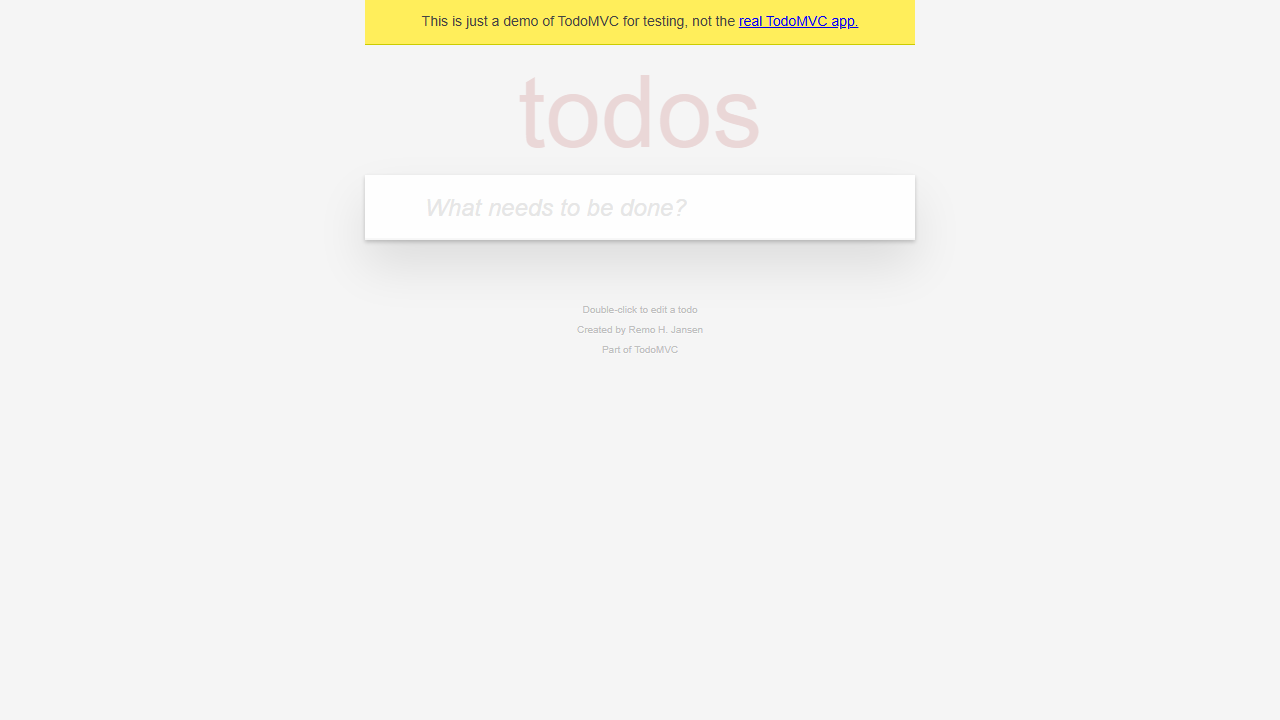 This is just a demo of TodoMVC for testing, not the real TodoMVC app.
todos
What needs to be done?
Double-click to edit a todo
Created by Remo H. Jansen
Part of TodoMVC